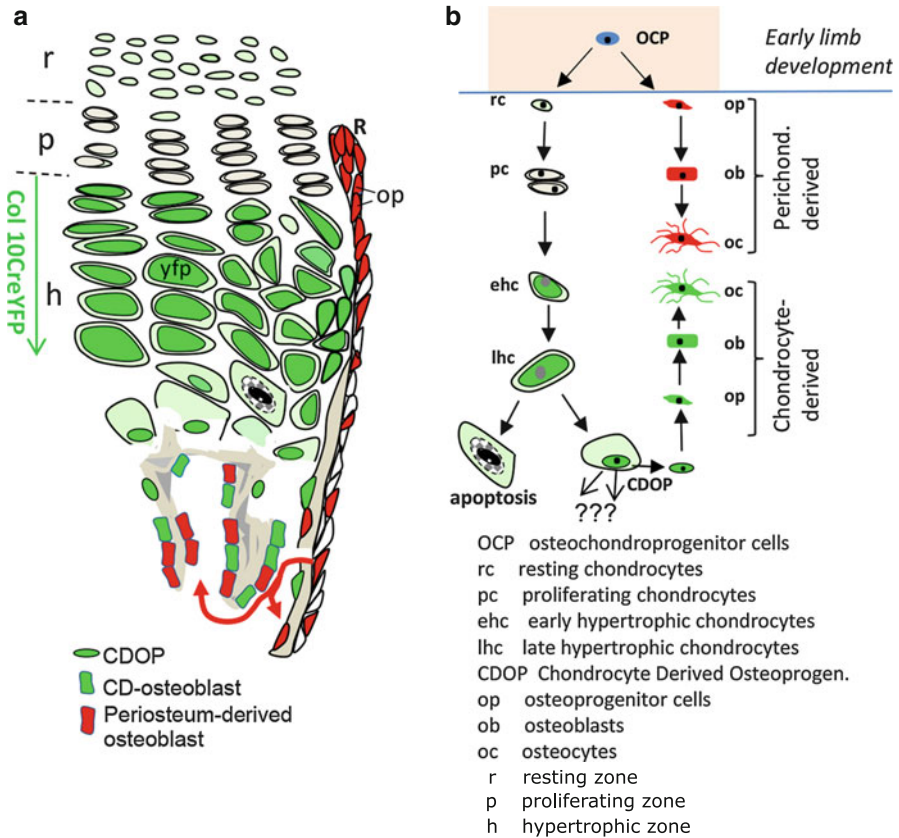 a
r
p
Col 10CreYFP
h
yfp
R
op
CDOP
CD-osteoblast
Periosteum-derived
osteoblast
b
OCP
Early limb
development
rc
pc
ehc
lhc
apoptosis
CDOP
???
op
ob
oc
Perichond.
derived
oc
ob
op
Chondrocyte-
derived
OCP osteochondroprogenitor cells
rc resting chondrocytes
pc proliferating chondrocytes
ehc early hypertrophic chondrocytes
lhc late hypertrophic chondrocytes
CDOP Chondrocyte Derived Osteoprogen.
op osteoprogenitor cells
ob osteoblasts
oc osteocytes
r resting zone
p proliferating zone
h hypertrophic zone